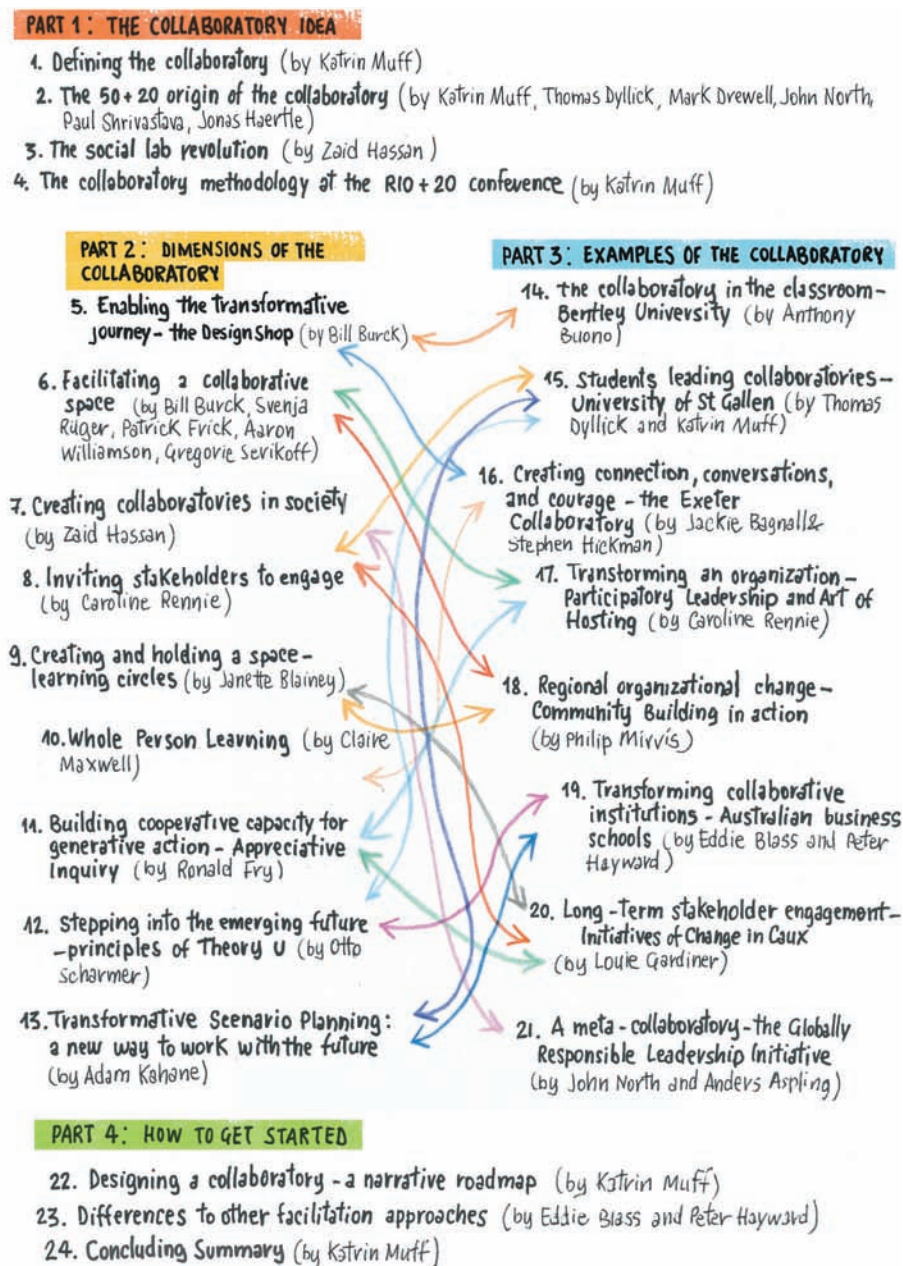 PART 1: THE COLLABORATORY IDEA
1. Defining the collaboratory (by Katrin Muff)
2. The 50+20 origin of the collaboratory (by Katrin Muff, Thomas Dyllick, Mark Drewell, John North,
Paul Shrivastava, Jonas Haertle)
3. The social lab revolution (by Zaid Hassan)
4. The collaboratory methodology at the RIO+20 conference (by Katrin Muff)
PART 2: DIMENSIONS OF THE
COLLABORATORY
5. Enabling the transformative
journey – the Design Shop (by Bill Burck)
6. Facilitating a collaborative
space (by Bill Burck, Svenja
Rüger, Patrick Frick, Aaron
Williamson, Gregorie Serikoff)
7. Creating collaboratories in society
(by Zaid Hassan)
8. Inviting stakeholders to engage
(by Caroline Rennie)
9. Creating and holding a space –
learning circles (by Janette Blainey)
10. Whole Person Learning (by Claire
Maxwell)
11. Building cooperative capacity for
generative action – Appreciative
Inquiry (by Ronald Fry)
12. Stepping into the emerging future
– principles of Theory U (by Otto
Scharmer)
13. Transformative Scenario Planning:
a new way to work with the future
(by Adam Kahane)
PART 3: EXAMPLES OF THE COLLABORATORY
14. The collaboratory in the classroom –
Bentley University (by Anthony
Buono)
15. Students leading collaboratories –
University of St Gallen (by Thomas
Dyllick and Katrin Muff)
16. Creating connection, conversations,
and courage – the Exeter
Collaboratory (by Jackie Bagnall &
Stephen Hickman)
17. Transforming an organization –
Participatory Leadership and Art of
Hosting (by Caroline Rennie)
18. Regional organizational change –
Community Building in action
(by Philip Mirvis)
19. Transforming collaborative
institutions – Australian business
schools (by Eddie Blass and Peter
Hayward)
20. Long-Term stakeholder engagement –
Initiatives of Change in Caux
(by Louie Gardiner)
21. A meta-collaboratory – the Globally
Responsible Leadership Initiative
(by John North and Anders Aspling)
PART 4: HOW TO GET STARTED
22. Designing a collaboratory – a narrative roadmap (by Katrin Muff)
23. Differences to other facilitation approaches (by Eddie Blass and Peter Hayward)
24. Concluding Summary (by Katrin Muff)